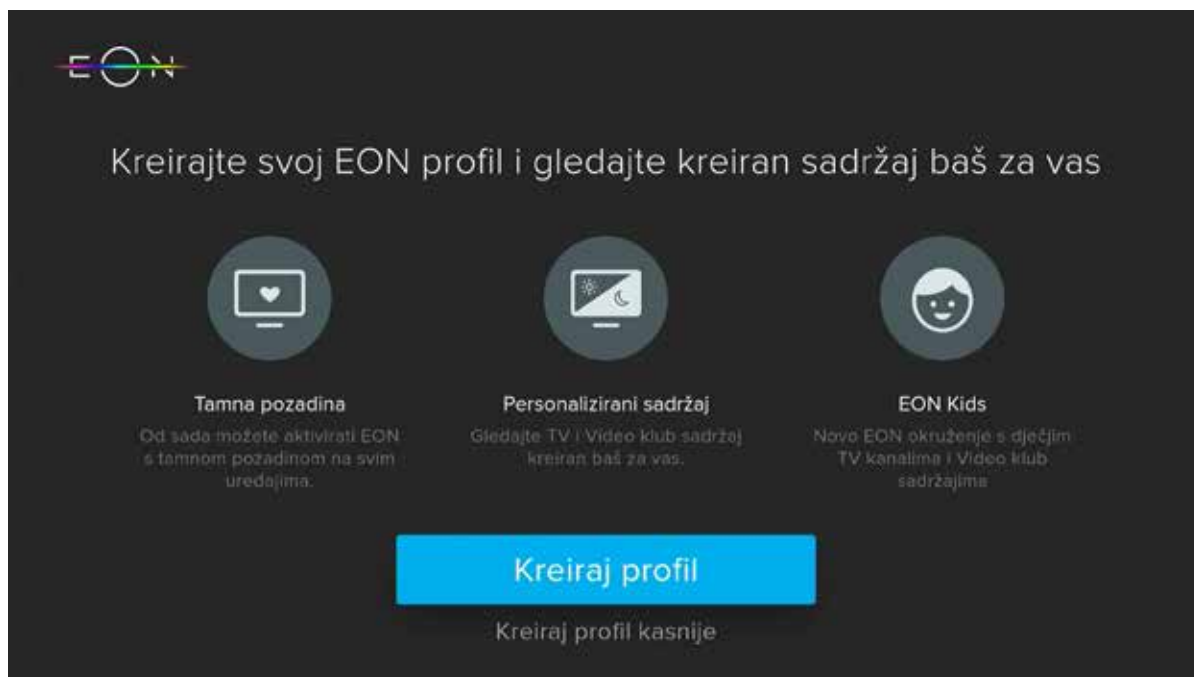 EON
Kreirajte svoj EON profil i gledajte kreiran sadržaj baš za vas
Tamna pozadina
Od sada možete aktivirati EON
s tamnom pozadinom na svim
uređajima.
Personalizirani sadržaj
Gledajte TV i Video klub sadržaj
kreiran baš za vas.
EON Kids
Novo EON okruženje s dječjim
TV kanalima i Video klub
sadržajima
Kreiraj profil
Kreiraj profil kasnije